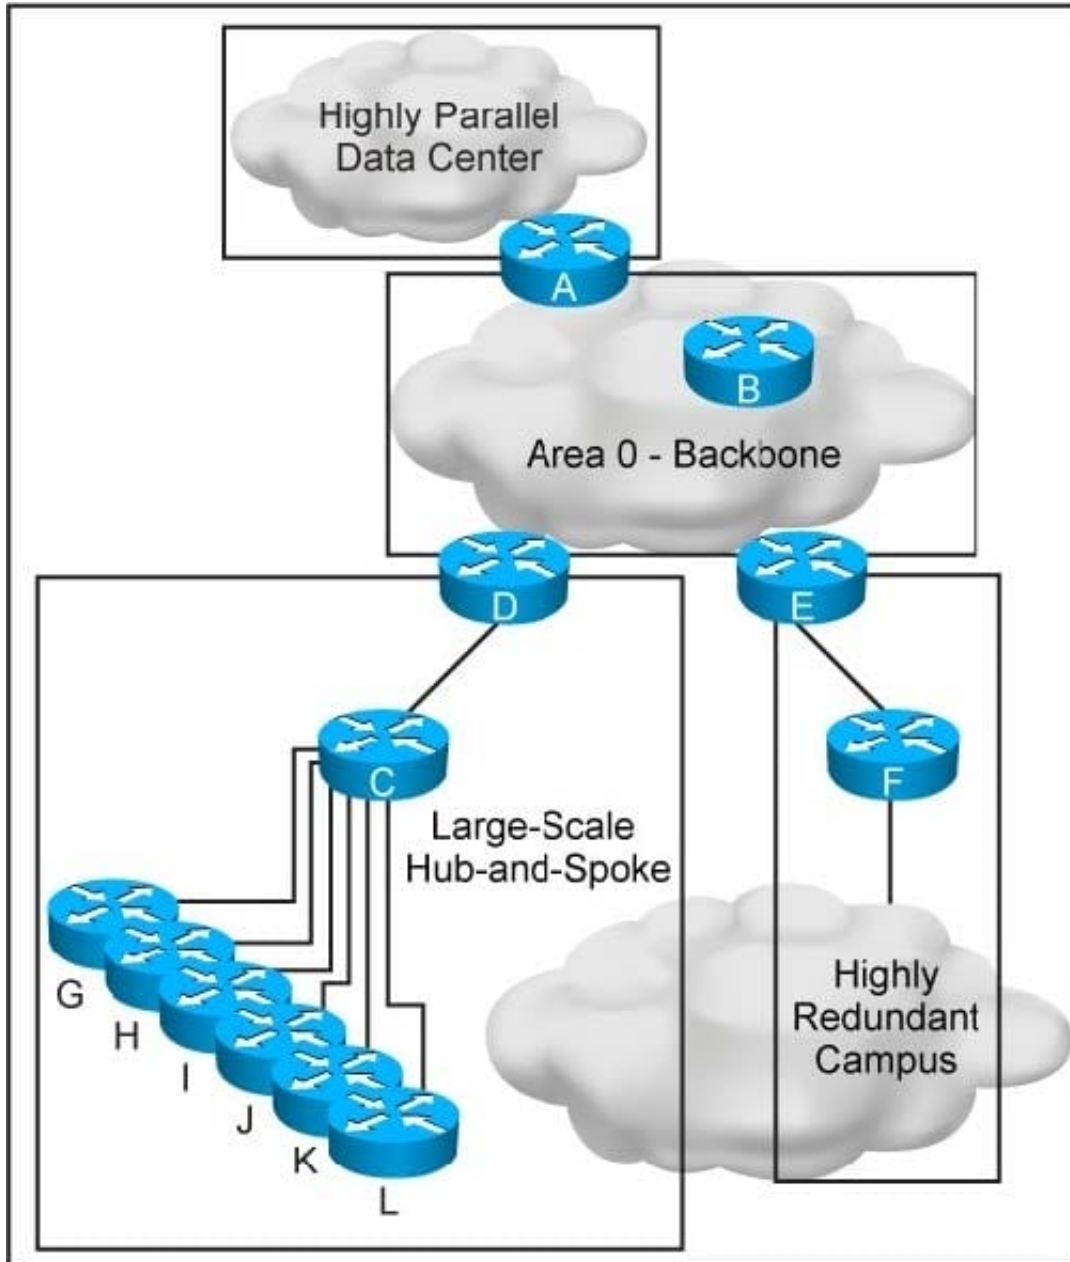 Highly Parallel
Data Center
A
B
Area 0 - Backbone
D
E
C
F
Large-Scale
Hub-and-Spoke
G
H
I
J
K
L
Highly
Redundant
Campus